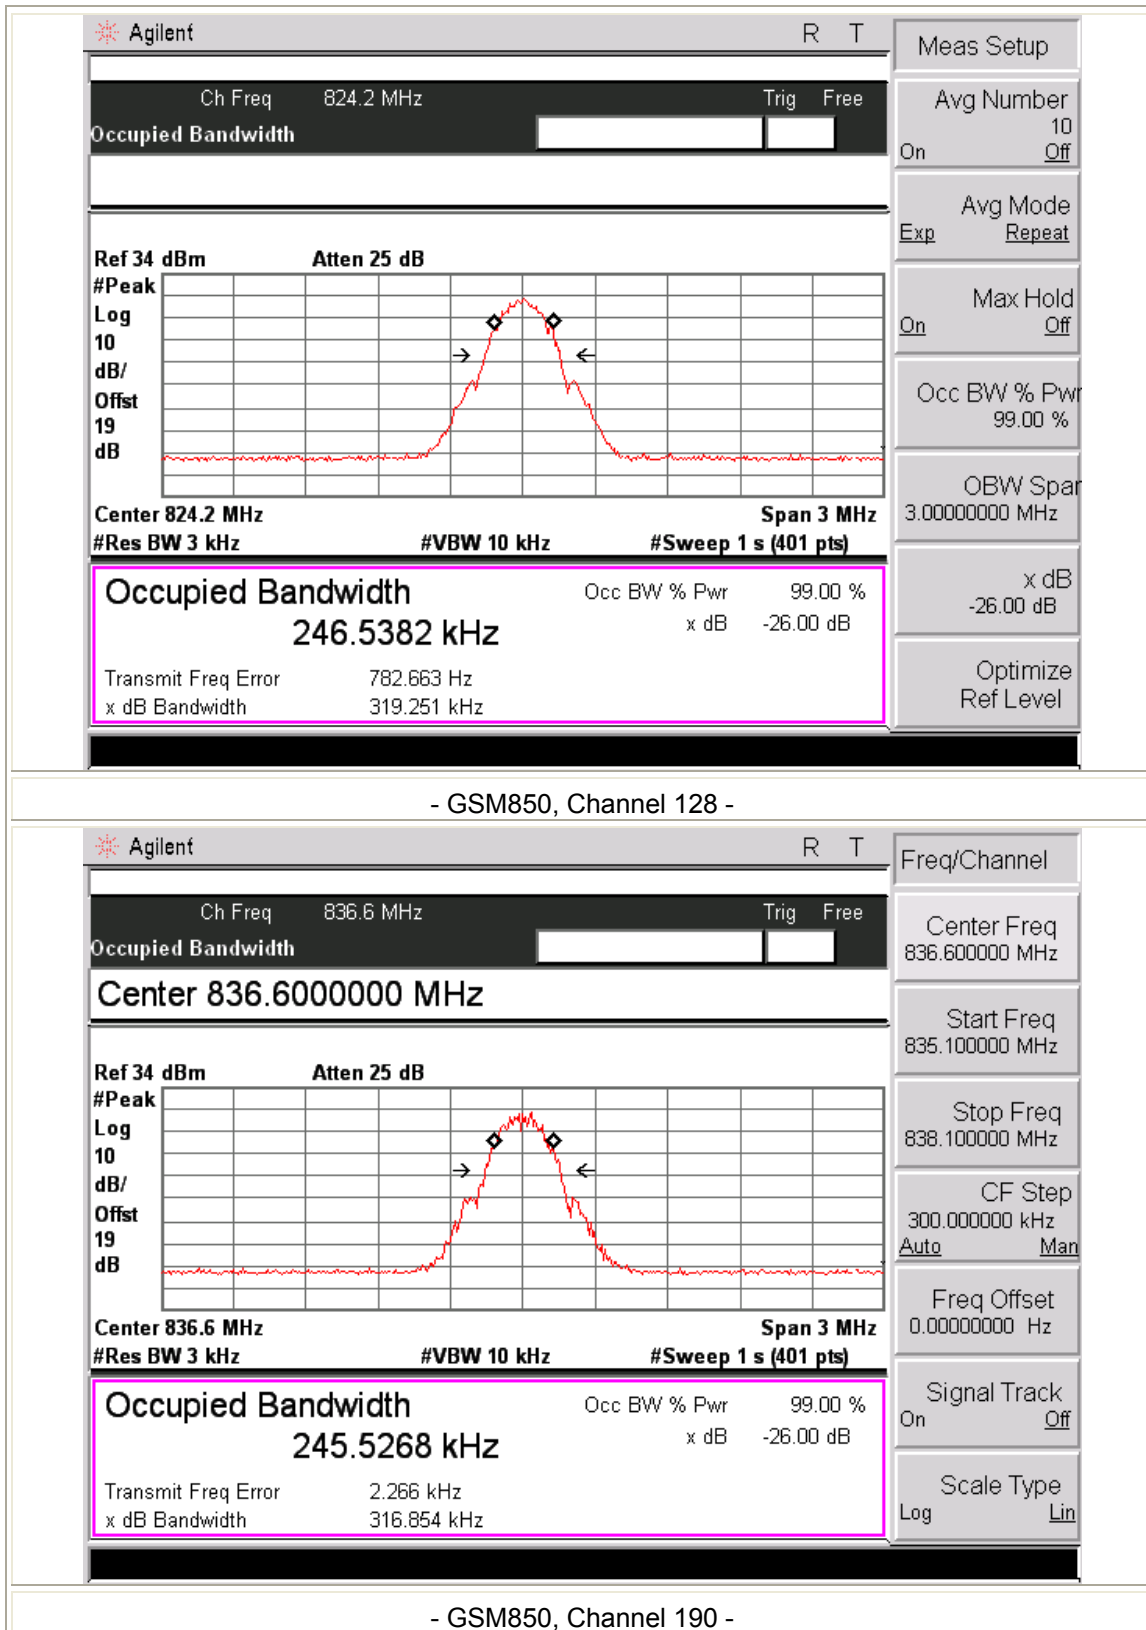 Agilent R T
Meas Setup
Ch Freq 824.2 MHz Trig Free
Occupied Bandwidth
Avg Number
10
On Off
Avg Mode
Exp Repeat
Max Hold
On Off
Occ BW % Pwr
99.00 %
OBW Span
3.00000000 MHz
x dB
-26.00 dB
Optimize
Ref Level
Ref 34 dBm Atten 25 dB
#Peak
Log
10
dB/
Offst
19
dB
Center 824.2 MHz Span 3 MHz
#Res BW 3 kHz #VBW 10 kHz #Sweep 1 s (401 pts)
Occupied Bandwidth Occ BW % Pwr 99.00 %
246.5382 kHz x dB -26.00 dB
Transmit Freq Error 782.663 Hz
x dB Bandwidth 319.251 kHz
- GSM850, Channel 128 -
Agilent R T
Freq/Channel
Ch Freq 836.6 MHz Trig Free
Occupied Bandwidth
Center 836.6000000 MHz
Center Freq
836.600000 MHz
Start Freq
835.100000 MHz
Stop Freq
838.100000 MHz
CF Step
300.000000 kHz
Auto Man
Freq Offset
0.00000000 Hz
Signal Track
On Off
Scale Type
Log Lin
Ref 34 dBm Atten 25 dB
#Peak
Log
10
dB/
Offst
19
dB
Center 836.6 MHz Span 3 MHz
#Res BW 3 kHz #VBW 10 kHz #Sweep 1 s (401 pts)
Occupied Bandwidth Occ BW % Pwr 99.00 %
245.5268 kHz x dB -26.00 dB
Transmit Freq Error 2.266 kHz
x dB Bandwidth 316.854 kHz
- GSM850, Channel 190 -